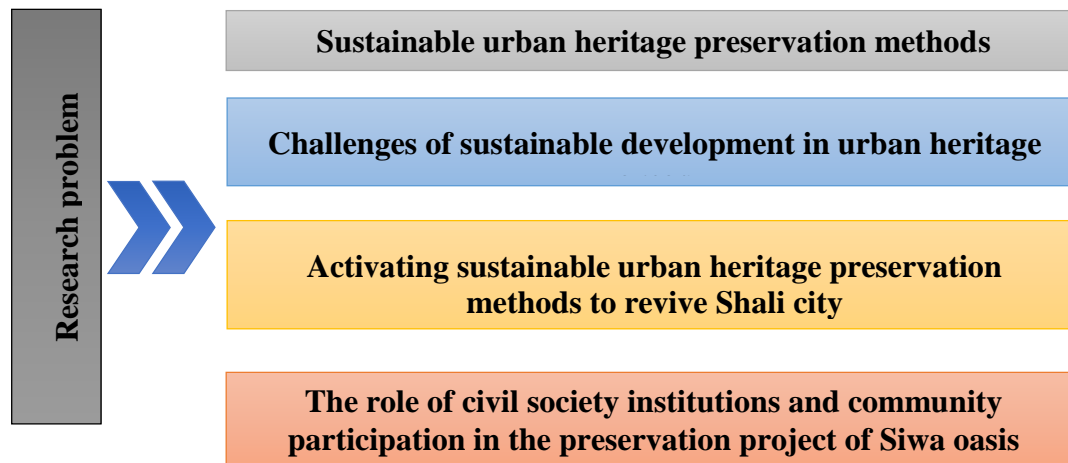 Research problem
Sustainable urban heritage preservation methods
Challenges of sustainable development in urban heritage
Activating sustainable urban heritage preservation
methods to revive Shali city
The role of civil society institutions and community
participation in the preservation project of Siwa oasis